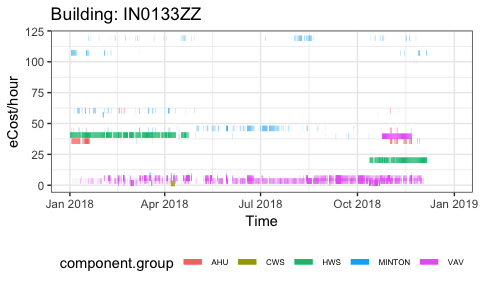 Building: IN0133ZZ
125
100
75
50
25
0
eCost/hour
Jan 2018 Apr 2018 Jul 2018 Oct 2018 Jan 2019
Time
component.group AHU CWS HWS MINTON VAV